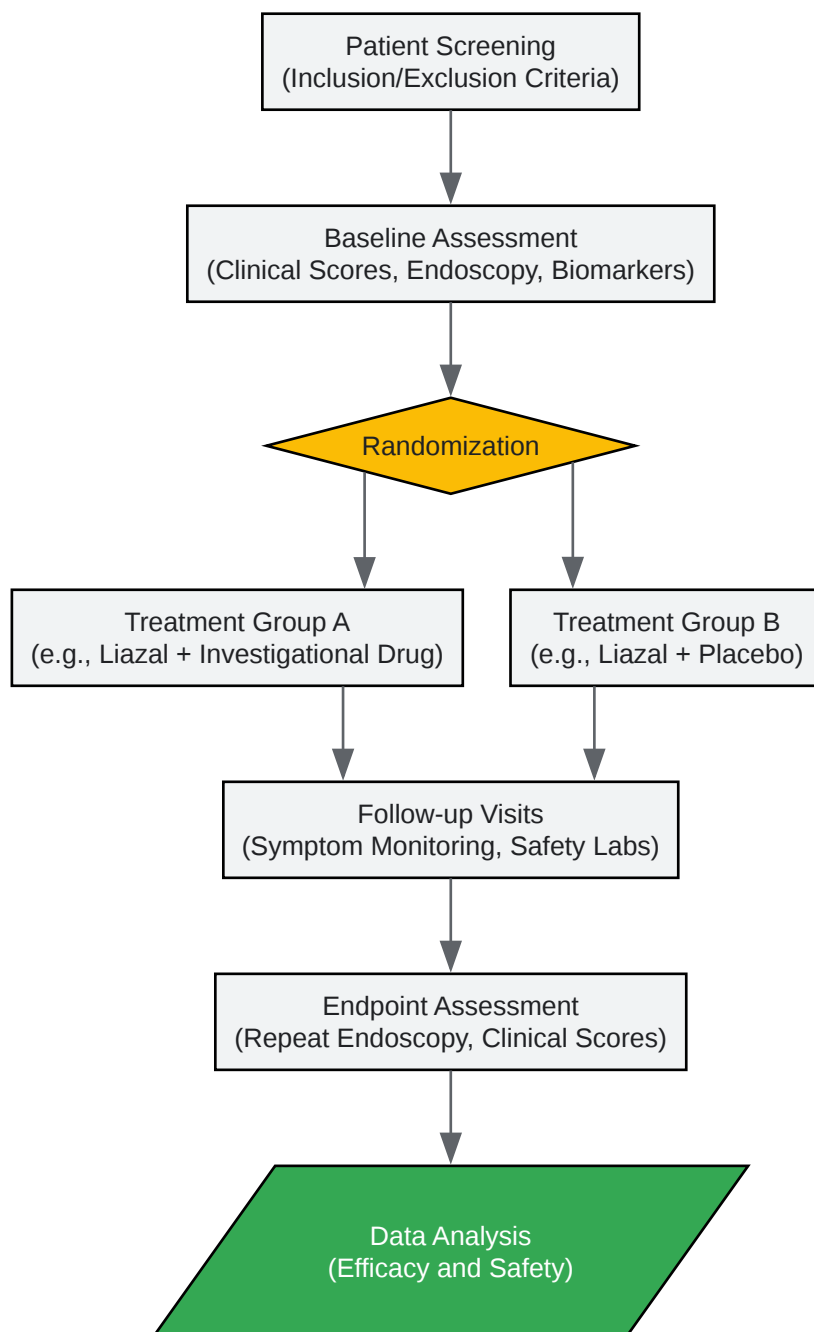 Patient Screening
(Inclusion/Exclusion Criteria)
Baseline Assessment
(Clinical Scores, Endoscopy, Biomarkers)
Randomization
Treatment Group A
(e.g., Liazal + Investigational Drug)
Treatment Group B
(e.g., Liazal + Placebo)
Follow-up Visits
(Symptom Monitoring, Safety Labs)
Endpoint Assessment
(Repeat Endoscopy, Clinical Scores)
Data Analysis
(Efficacy and Safety)